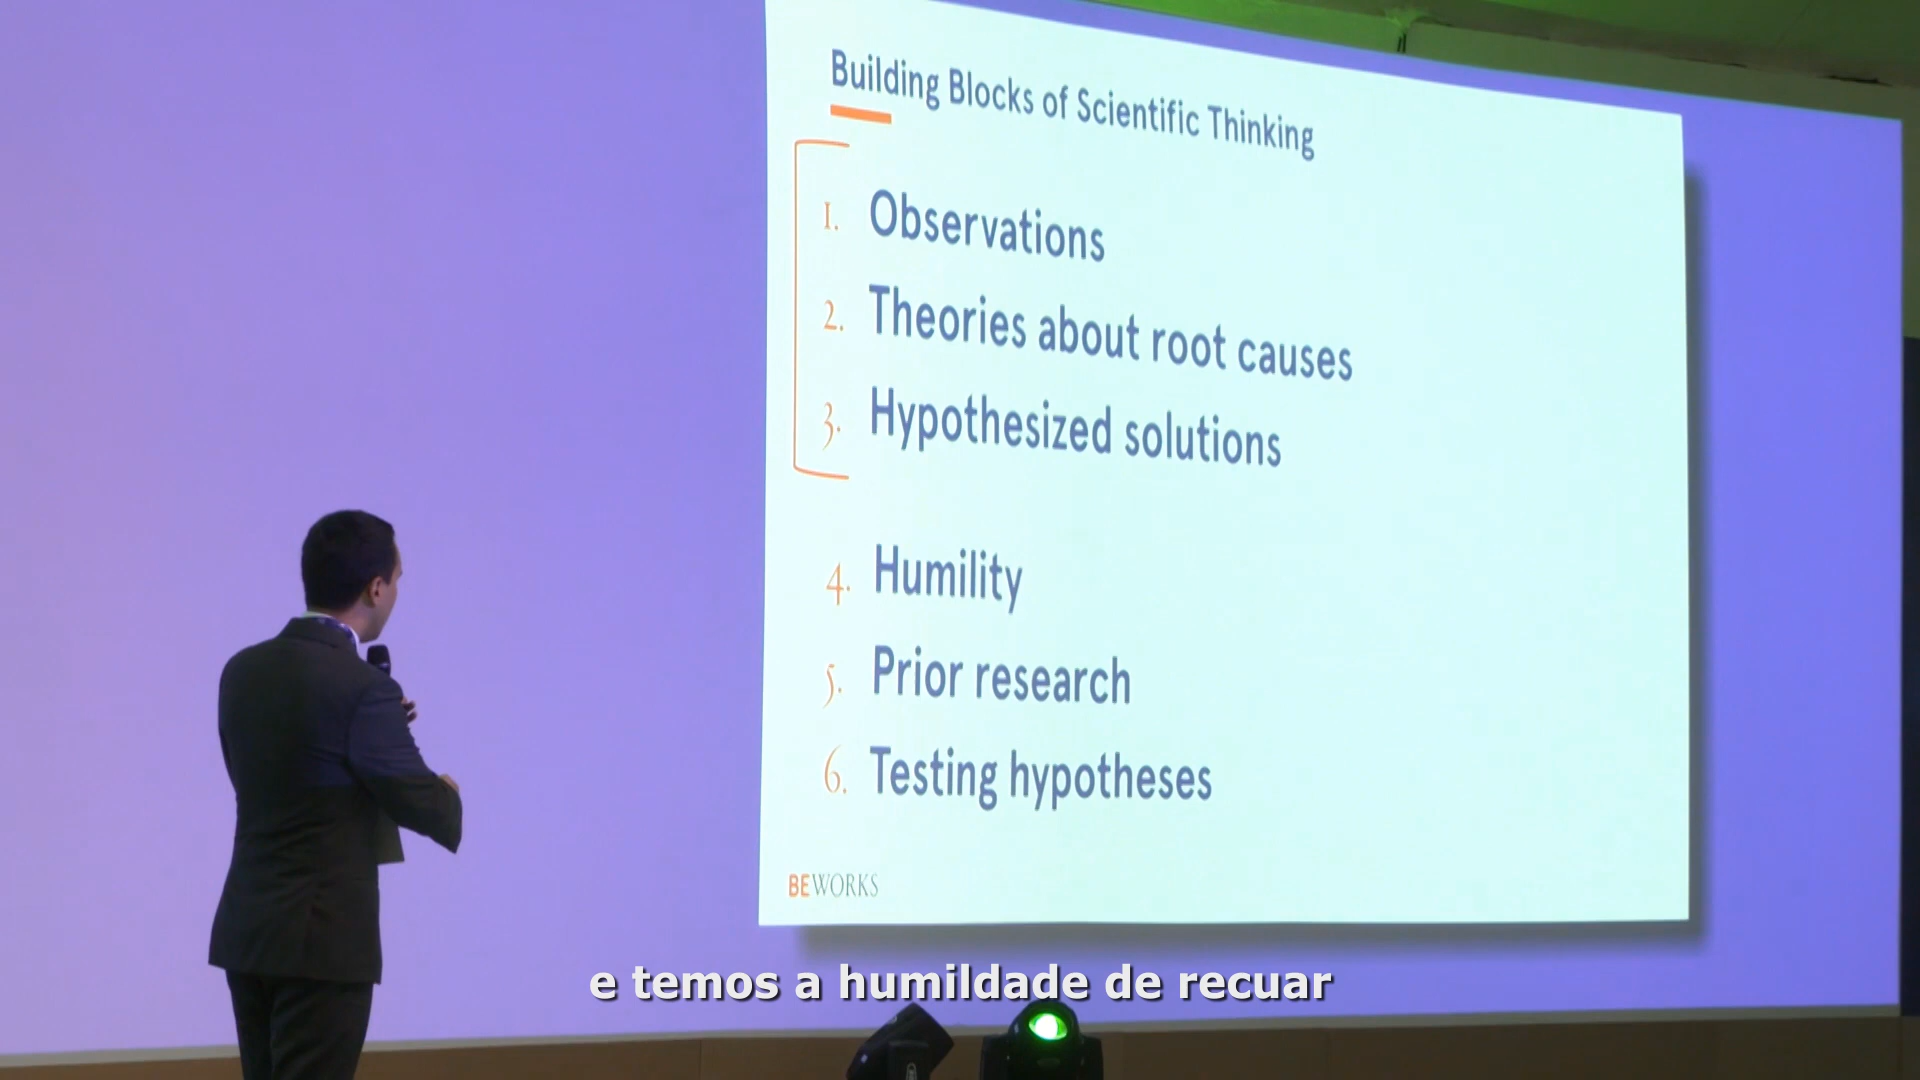 Building Blocks of Scientific Thinking
1. Observations
2. Theories about root causes
3. Hypothesized solutions
4. Humility
5. Prior research
6. Testing hypotheses
BEWORKS
e temos a humildade de recuar